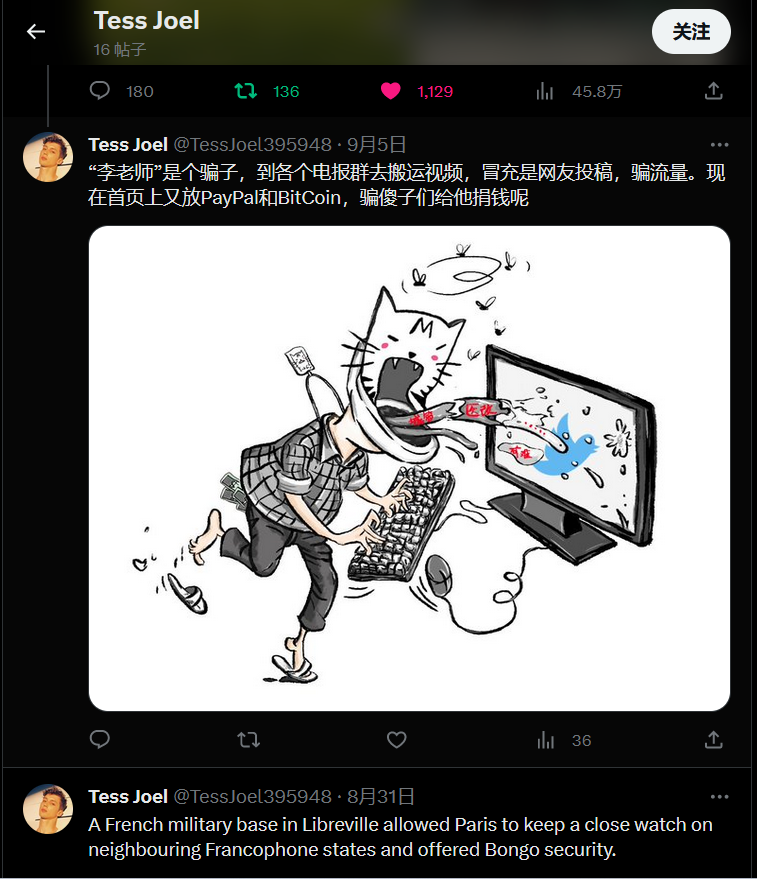 Tess Joel
16 帖子
关注
180 136 1,129 45.8万
Tess Joel @TessJoel395948 · 9月5日
“李老师”是个骗子，到各个电报群去搬运视频，冒充是网友投稿，骗流量。现
在首页上又放PayPal和BitCoin，骗傻子们给他捐钱呢
医改
36
Tess Joel @TessJoel395948 · 8月31日
A French military base in Libreville allowed Paris to keep a close watch on
neighbouring Francophone states and offered Bongo security.